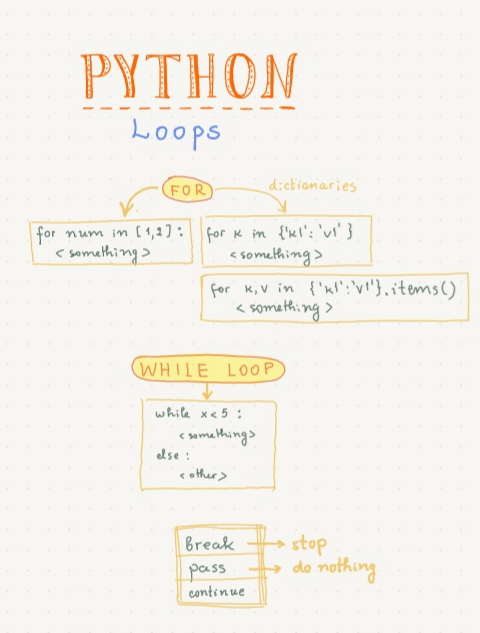 PYTHON
Loops
FOR
dictionaries
for num in [1,2]:
<something>
for k in {'k1': 'v1'}
<something>
for k,v in {'k1':'v1'}.items()
<something>
WHILE LOOP
while x<5 :
<something>
else :
<other>
break → stop
pass → do nothing
continue